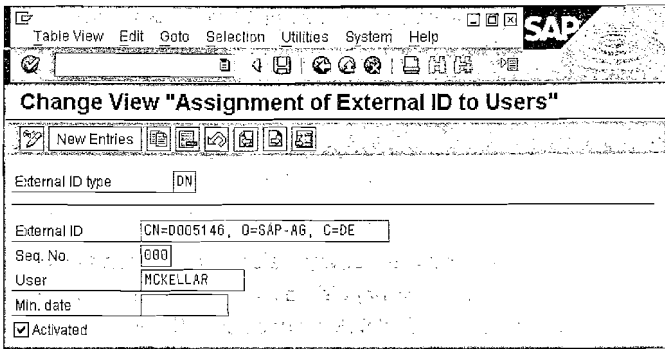 SAP
Table View Edit Goto Selection Utilities System Help
Change View "Assignment of External ID to Users"
New Entries
External ID type DN
External ID CN=D005146, O=SAP-AG, C=DE
Seq. No. 000
User MCKELLAR
Min. date
Activated